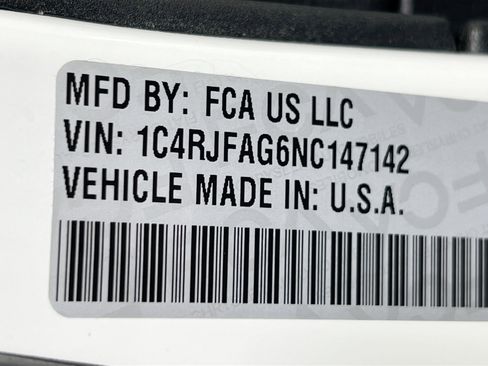 MFD BY: FCA US LLC
VIN: 1C4RJFAG6NC147142
VEHICLE MADE IN: U.S.A.